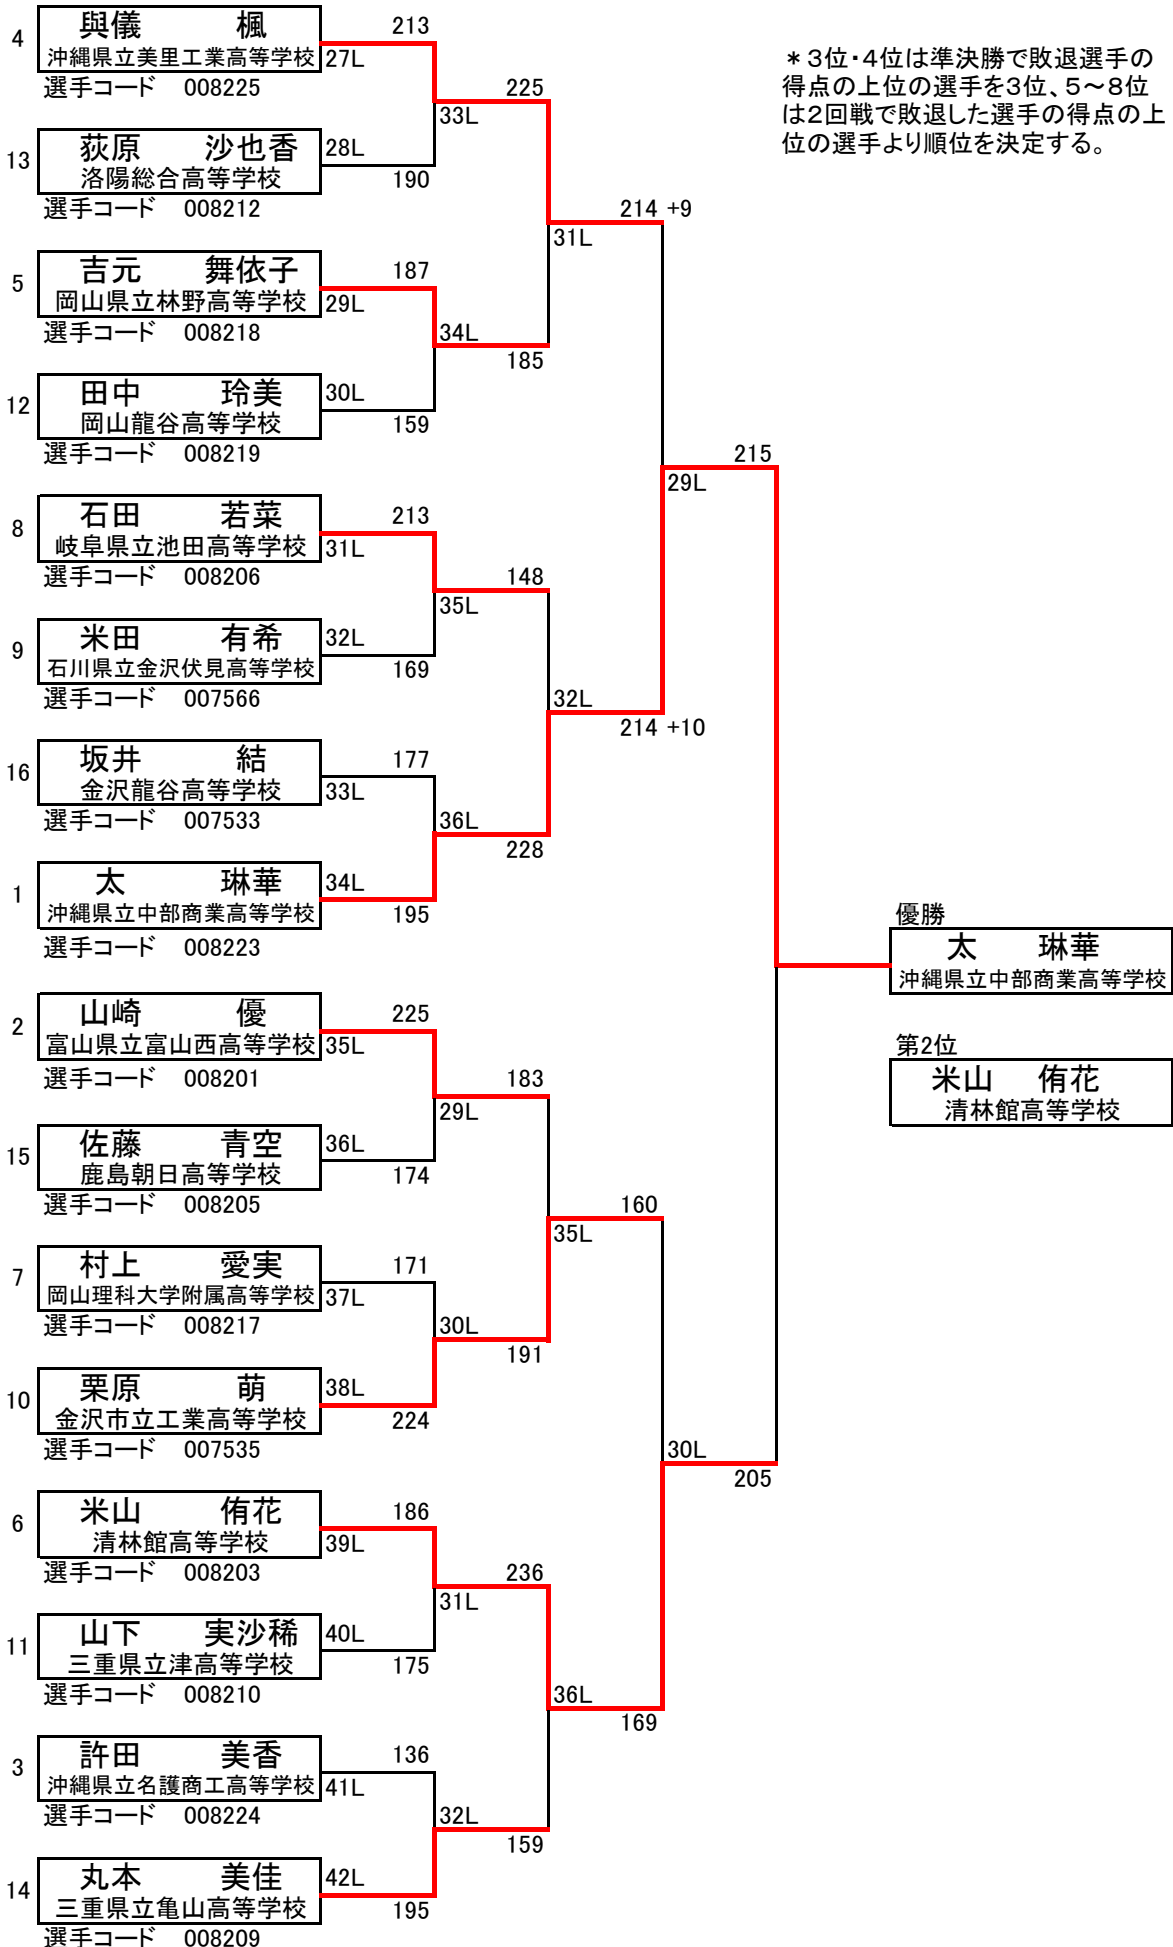 4 與儀 楓 213
沖縄県立美里工業高等学校 27L
選手コード 008225
＊3位・4位は準決勝で敗退選手の
得点の上位の選手を3位、5～8位
は2回戦で敗退した選手の得点の上
位の選手より順位を決定する。
225
33L
13 荻原 沙也香 28L
洛陽総合高等学校 190
選手コード 008212
214 +9
31L
5 吉元 舞依子 187
岡山県立林野高等学校 29L
選手コード 008218
34L
185
12 田中 玲美 30L
岡山龍谷高等学校 159
選手コード 008219
215
29L
8 石田 若菜 213
岐阜県立池田高等学校 31L
選手コード 008206
148
35L
9 米田 有希 32L
石川県立金沢伏見高等学校 169
選手コード 007566
32L
214 +10
16 坂井 結 177
金沢龍谷高等学校 33L
選手コード 007533
36L
228
1 太 琳華 34L
沖縄県立中部商業高等学校 195
選手コード 008223
優勝
太 琳華
沖縄県立中部商業高等学校
2 山崎 優 225
富山県立富山西高等学校 35L
選手コード 008201
第2位
米山 侑花
清林館高等学校
183
29L
15 佐藤 青空 36L
鹿島朝日高等学校 174
選手コード 008205
160
35L
7 村上 愛実 171
岡山理科大学附属高等学校 37L
選手コード 008217
30L
191
10 栗原 萌 38L
金沢市立工業高等学校 224
選手コード 007535
30L
205
6 米山 侑花 186
清林館高等学校 39L
選手コード 008203
236
31L
11 山下 実沙稀 40L
三重県立津高等学校 175
選手コード 008210
36L
169
3 許田 美香 136
沖縄県立名護商工高等学校 41L
選手コード 008224
32L
159
14 丸本 美佳 42L
三重県立亀山高等学校 195
選手コード 008209